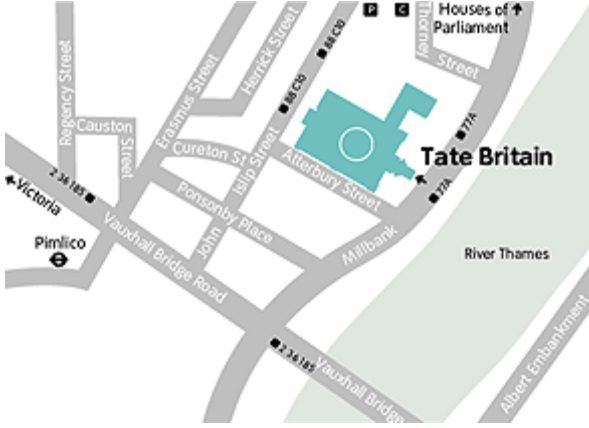 P
C
Thorney
Street
Houses of
Parliament
88 C10
88 C10
77A
77A
Regency Street
Causton
Street
Erasmus Street
Herrick Street
Cureton St
John
Islip Street
Atterbury Street
Tate Britain
Ponsonby Place
Millbank
2 36 185
Victoria
Pimlico
Vauxhall Bridge Road
River Thames
2 36 185
Vauxhall Bridge
Albert Embankment